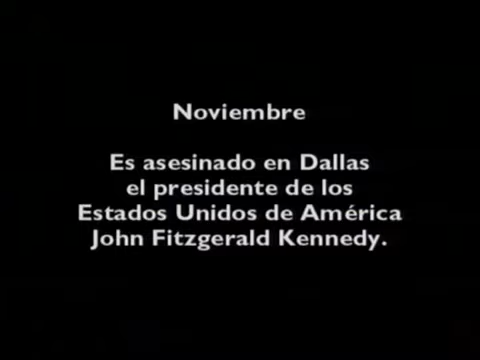 Noviembre
Es asesinado en Dallas
el presidente de los
Estados Unidos de América
John Fitzgerald Kennedy.